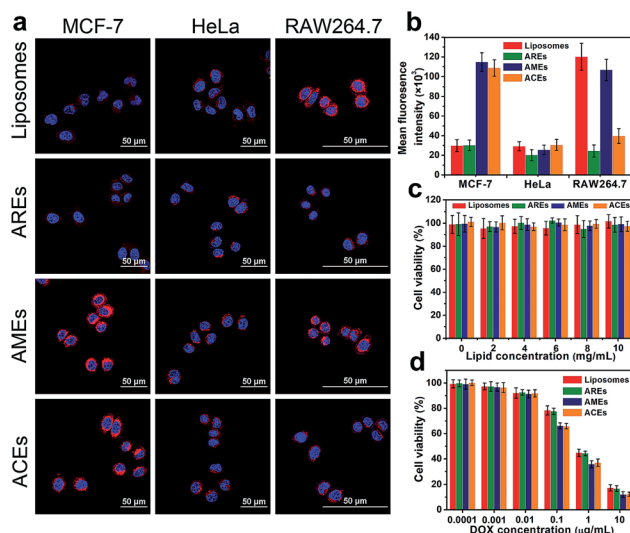 a
MCF-7 HeLa RAW264.7
Liposomes
50 µm 50 µm 50 µm
AREs
50 µm 50 µm 50 µm
AMEs
50 µm 50 µm 50 µm
ACEs
50 µm 50 µm 50 µm
b
Mean fluoresence
intensity (×10³)
140
120
100
80
60
40
20
0
Liposomes
AREs
AMEs
ACEs
MCF-7 HeLa RAW264.7
c
Cell viability (%)
120
100
80
60
40
20
0
Liposomes AREs AMEs ACEs
0 2 4 6 8 10
Lipid concentration (mg/mL)
d
Cell viability (%)
100
80
60
40
20
0
Liposomes
AREs
AMEs
ACEs
0.0001 0.001 0.01 0.1 1 10
DOX concentration (µg/mL)